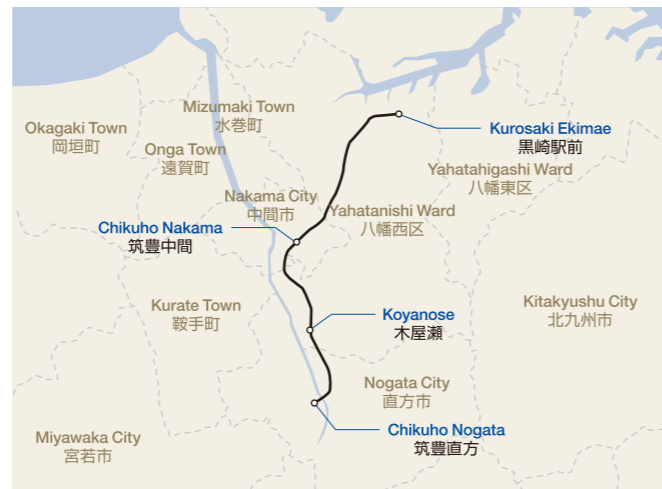 Mizumaki Town
水巻町
Okagaki Town
岡垣町
Kurosaki Ekimae
黒崎駅前
Onga Town
遠賀町
Yahatahigashi Ward
八幡東区
Nakama City
中間市
Yahatanishi Ward
八幡西区
Chikuho Nakama
筑豊中間
Kurate Town
鞍手町
Kitakyushu City
北九州市
Koyanose
木屋瀬
Nogata City
直方市
Chikuho Nogata
筑豊直方
Miyawaka City
宮若市